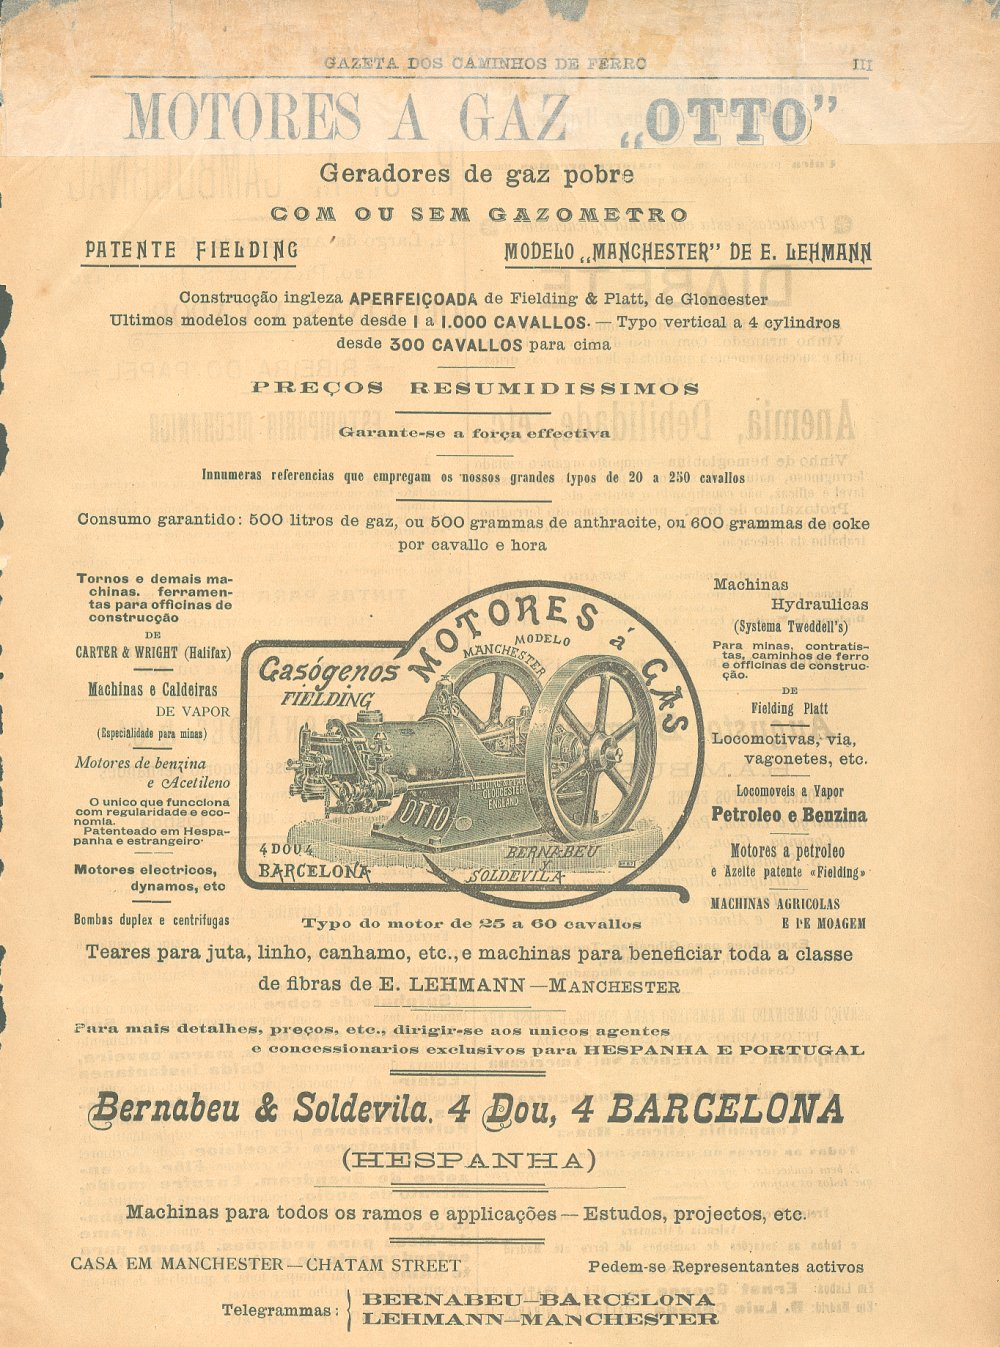 GAZETA DOS CAMINHOS DE FERRO III
MOTORES A GAZ „OTTO”
Geradores de gaz pobre
COM OU SEM GAZOMETRO
PATENTE FIELDING
MODELO „MANCHESTER” DE E. LEHMANN
Construcção ingleza APERFEIÇOADA de Fielding & Platt, de Gloncester
Ultimos modelos com patente desde 1 a 1.000 CAVALLOS. — Typo vertical a 4 cylindros
desde 300 CAVALLOS para cima
PREÇOS RESUMIDISSIMOS
Garante-se a força effectiva
Innumeras referencias que empregam os nossos grandes typos de 20 a 250 cavallos
Consumo garantido: 500 litros de gaz, ou 500 grammas de anthracite, ou 600 grammas de coke
por cavallo e hora
Tornos e demais ma-
chinas. ferramen-
tas para officinas de
construcção
DE
CARTER & WRIGHT (Halifax)
Machinas e Caldeiras
DE VAPOR
(Especialidade para minas)
Motores de benzina
e Acetileno
O unico que funcciona
com regularidade e eco-
nomia.
Patenteado em Hespa-
panha e estrangeiro.
Motores electricos,
dynamos, etc
Bombas duplex e centrifugas
MOTORES á GAS
MODELO
MANCHESTER
Gasógenos
FIELDING
FIELDING & PLATT
GLOUCESTER
ENGLAND
OTTO
4 DOU 4
BARCELONA
BERNABEU
y
SOLDEVILA
Machinas
Hydraulicas
(Systema Tweddell's)
Para minas, contratis-
tas, caminhos de ferro
e officinas de construc-
ção.
DE
Fielding Platt
Locomotivas, via,
vagonetes, etc.
Locomoveis a Vapor
Petroleo e Benzina
Motores a petroleo
e Azeite patente «Fielding»
MACHINAS AGRICOLAS
E DE MOAGEM
Typo do motor de 25 a 60 cavallos
Teares para juta, linho, canhamo, etc., e machinas para beneficiar toda a classe
de fibras de E. LEHMANN — MANCHESTER
Para mais detalhes, preços, etc., dirigir-se aos unicos agentes
e concessionarios exclusivos para HESPANHA E PORTUGAL
Bernabeu & Soldevila. 4 Dou, 4 BARCELONA
(HESPANHA)
Machinas para todos os ramos e applicações — Estudos, projectos, etc.
CASA EM MANCHESTER — CHATAM STREET
Pedem-se Representantes activos
Telegrammas: BERNABEU—BARCELONA
LEHMANN—MANCHESTER